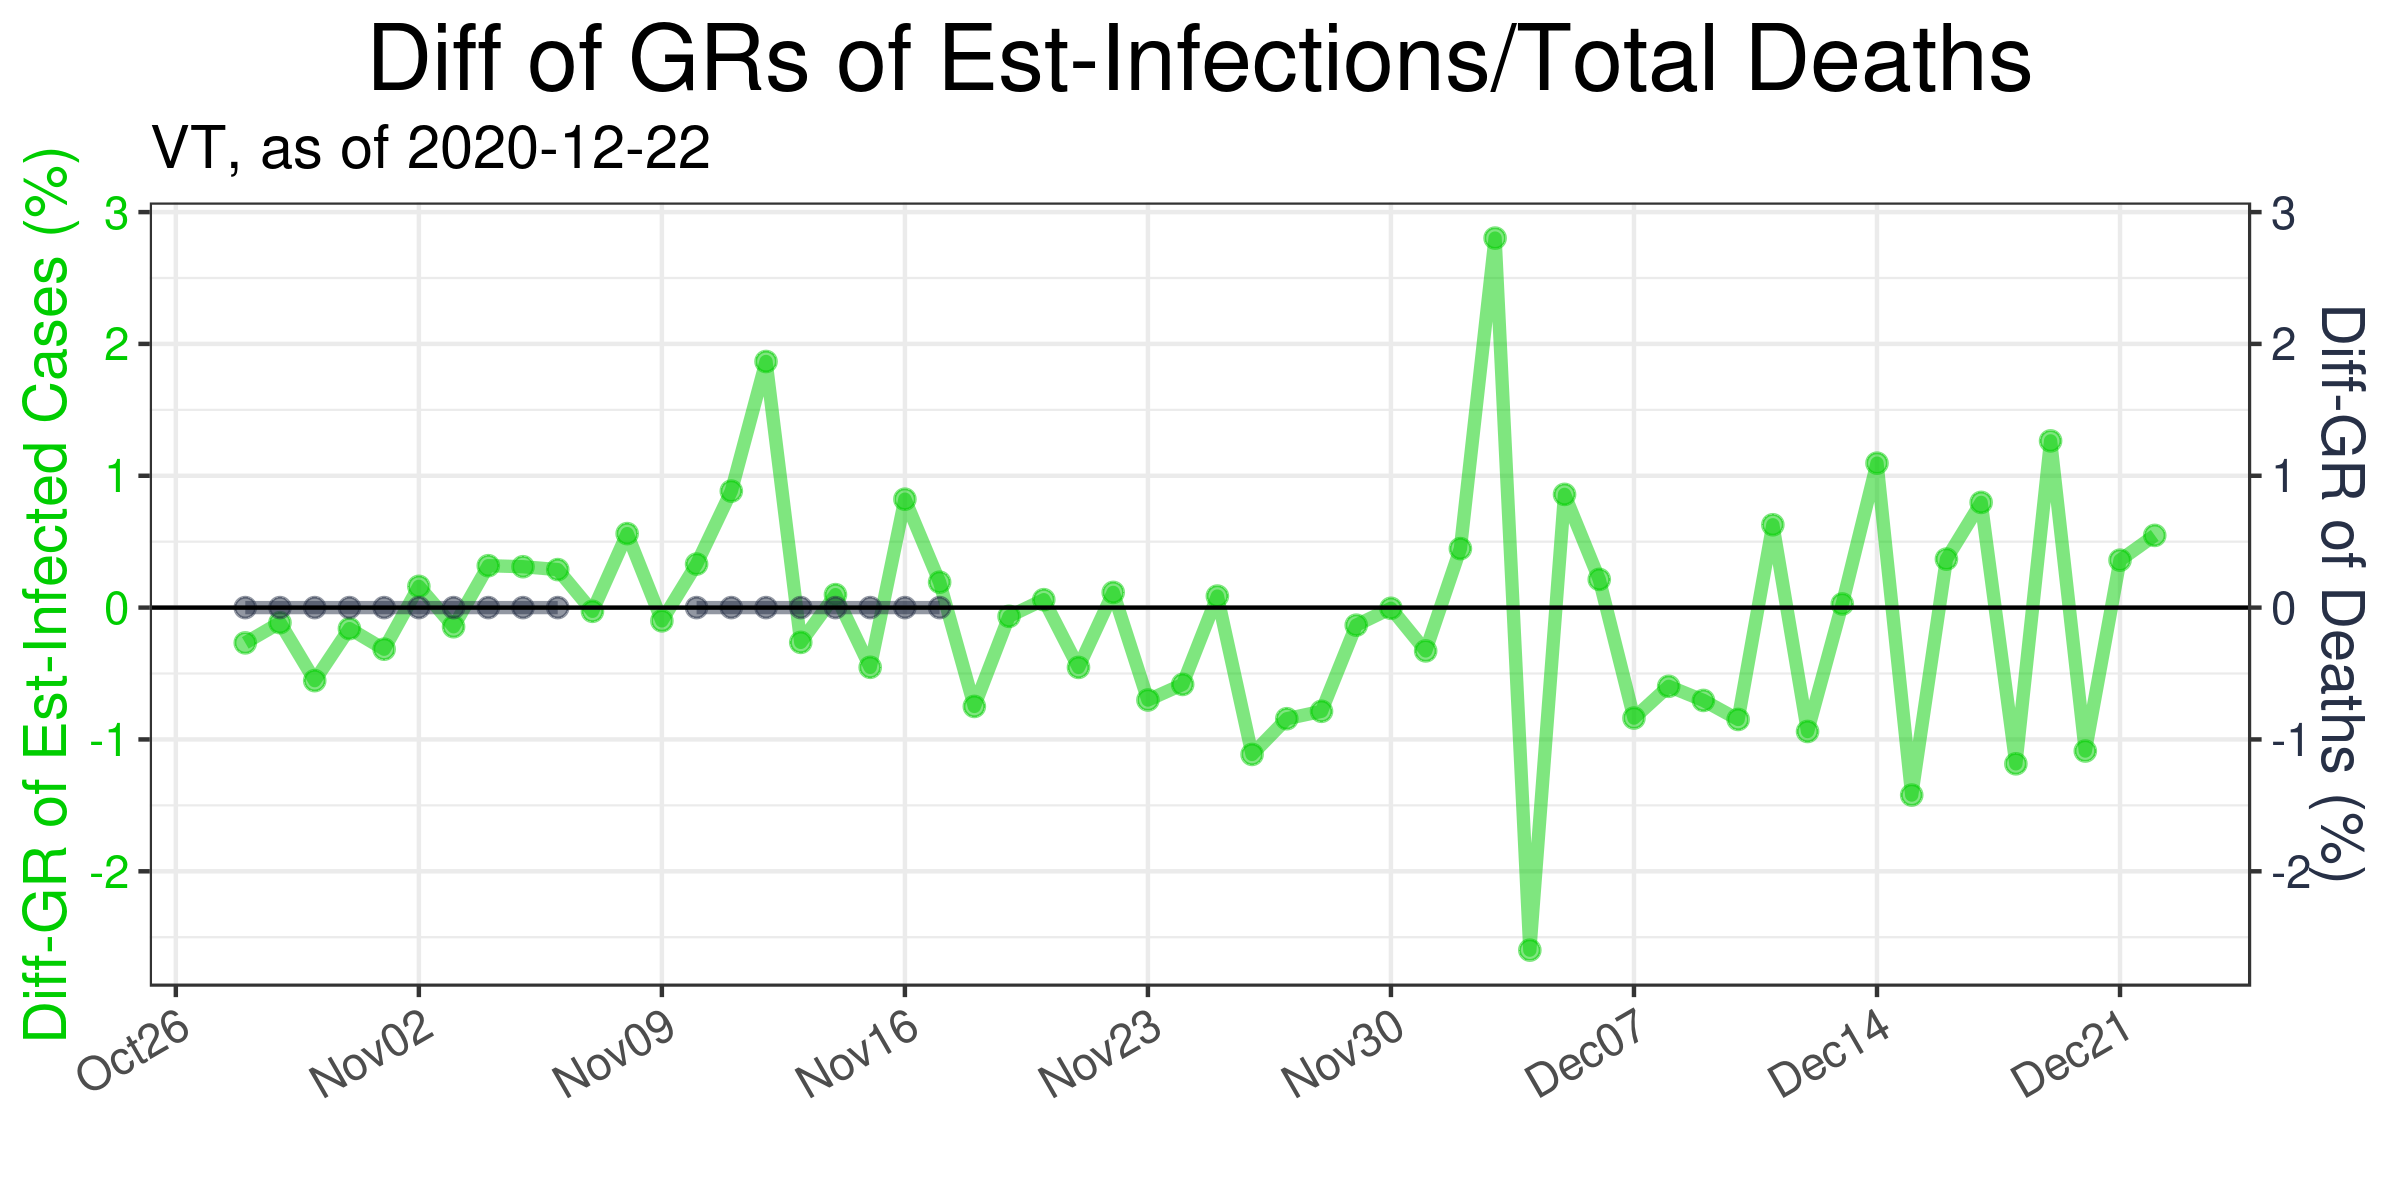 Diff of GRs of Est-Infections/Total Deaths
VT, as of 2020-12-22
Diff-GR of Est-Infected Cases (%)
3
2
1
0
-1
-2
3
2
1
0
-1
-2
Diff-GR of Deaths (%)
Oct26
Nov02
Nov09
Nov16
Nov23
Nov30
Dec07
Dec14
Dec21